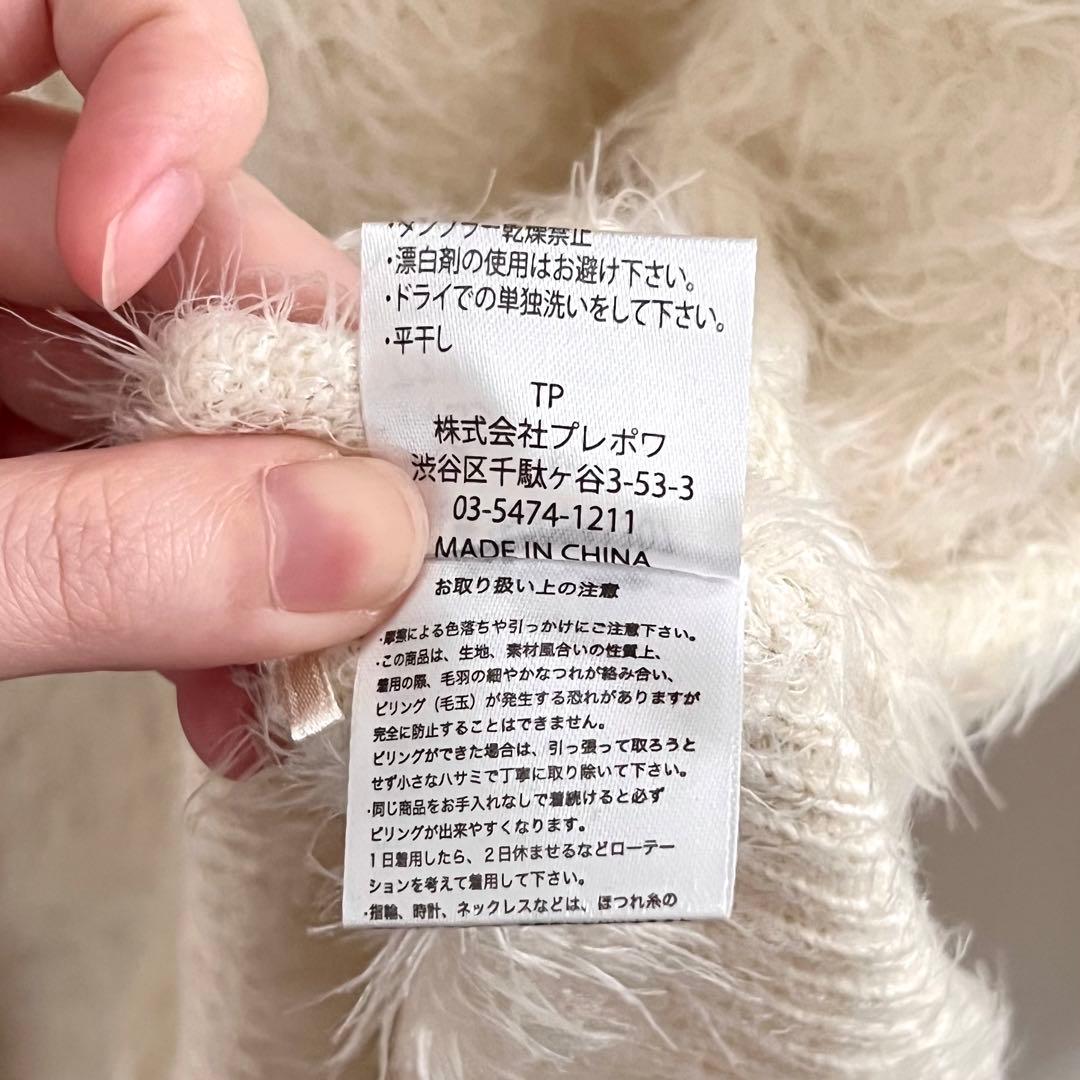 ・タンブラー乾燥禁止
・漂白剤の使用はお避け下さい。
・ドライでの単独洗いをして下さい。
・平干し
TP
株式会社プレポワ
渋谷区千駄ヶ谷3-53-3
03-5474-1211
MADE IN CHINA
お取り扱い上の注意
・摩擦による色落ちや引っかけにご注意下さい。
・この商品は、生地、素材風合いの性質上、
着用の際、毛羽の細やかなつれが絡み合い、
ピリング（毛玉）が発生する恐れがありますが
完全に防止することはできません。
ピリングができた場合は、引っ張って取ろうと
せず小さなハサミで丁寧に取り除いて下さい。
・同じ商品をお手入れなしで着続けると必ず
ピリングが出来やすくなります。
1日着用したら、2日休ませるなどローテー
ションを考えて着用して下さい。
・指輪、時計、ネックレスなどは、ほつれ糸の